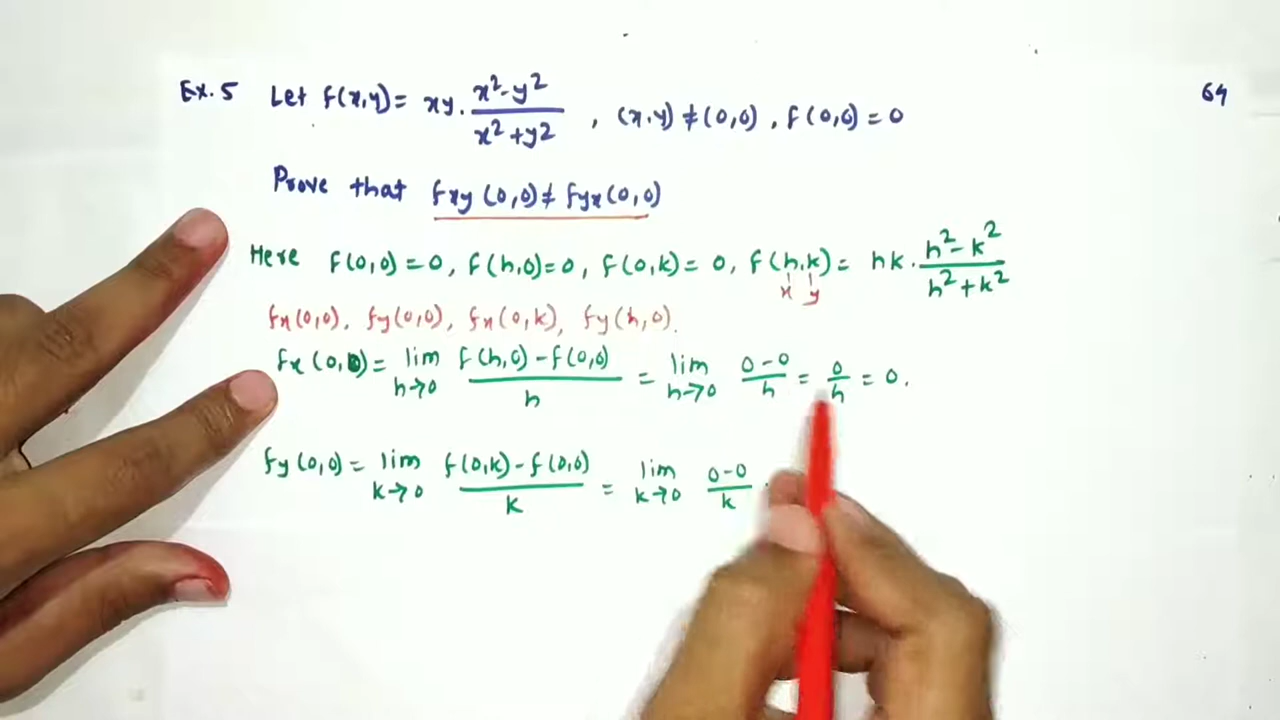 Ex. 5 Let f(x,y) = xy. x²-y² / x²+y² , (x,y) ≠ (0,0), f(0,0) = 0
64
Prove that fxy (0,0) ≠ fyx (0,0)
Here f(0,0) = 0, f(h,0) = 0, f(0,k) = 0, f(h,k) = hk. h²-k² / h²+k²
x y
fx(0,0), fy(0,0), fx(0,k), fy(h,0).
fx (0,0) = lim h→0 f(h,0) - f(0,0) / h = lim h→0 0-0 / h = 0 / h = 0.
fy (0,0) = lim k→0 f(0,k) - f(0,0) / k = lim k→0 0-0 / k